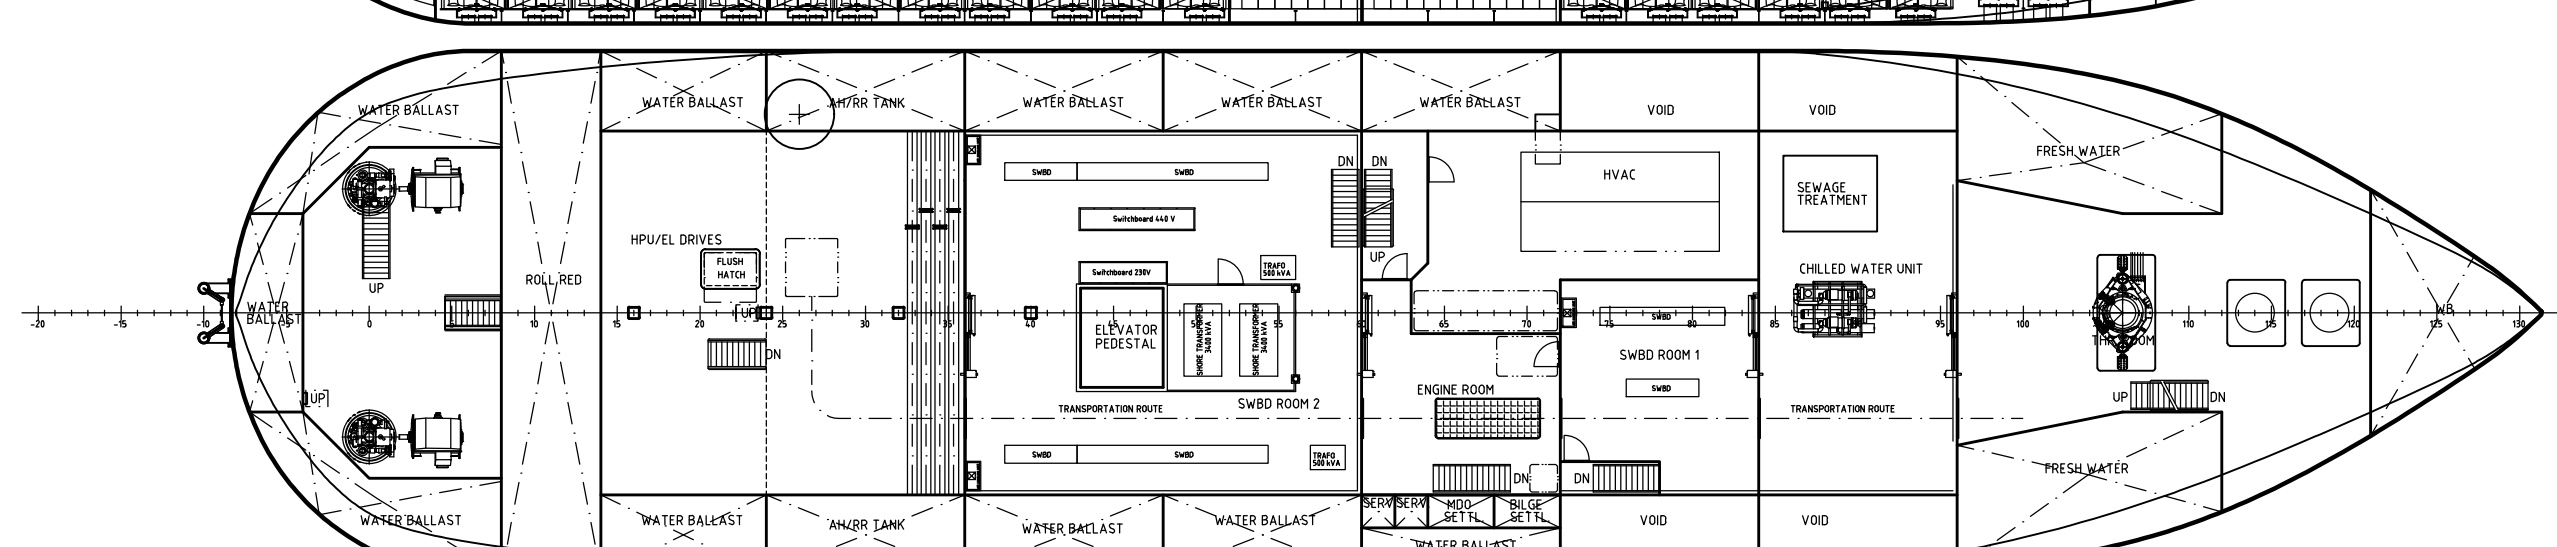 WATER BALLAST
WATER BALLAST
AH/RR TANK
WATER BALLAST
WATER BALLAST
WATER BALLAST
VOID
VOID
FRESH WATER
DN
DN
SWBD
SWBD
HVAC
SEWAGE
TREATMENT
Switchboard 440 V
HPU/EL DRIVES
FLUSH
HATCH
ROLL RED
UP
UP
Switchboard 230V
TRAFO
500 kVA
CHILLED WATER UNIT
WATER
BALLAST
UP
ELEVATOR
PEDESTAL
SHORE TRANSFORMER
3400 kVA
SHORE TRANSFORMER
3400 kVA
SWBD
W.B.
-20
-15
-10
-5
0
5
10
15
20
25
30
35
40
45
55
65
70
75
80
85
90
95
100
110
115
120
125
130
DN
SWBD ROOM 1
ENGINE ROOM
SWBD
UP
SWBD ROOM 2
TRANSPORTATION ROUTE
TRANSPORTATION ROUTE
UP
DN
SWBD
SWBD
TRAFO
500 kVA
DN
DN
FRESH WATER
SERV
SERV.
MDO
SETTL.
BILGE
SETTL.
WATER BALLAST
WATER BALLAST
AH/RR TANK
WATER BALLAST
WATER BALLAST
VOID
VOID
WATER BALLAST